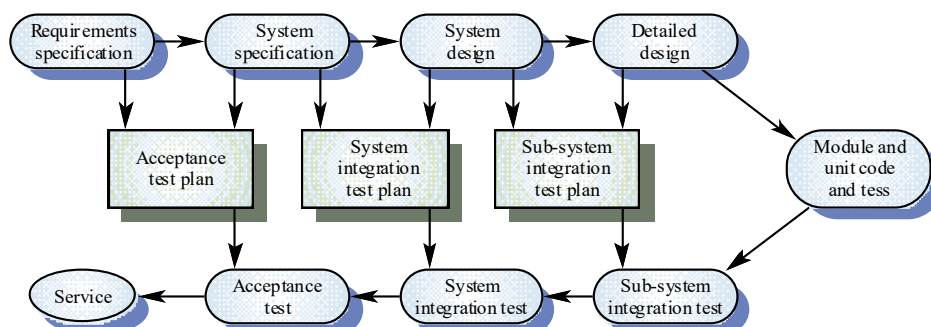 Requirements
specification
System
specification
System
design
Detailed
design
Acceptance
test plan
System
integration
test plan
Sub-system
integration
test plan
Module and
unit code
and tess
Service
Acceptance
test
System
integration test
Sub-system
integration test